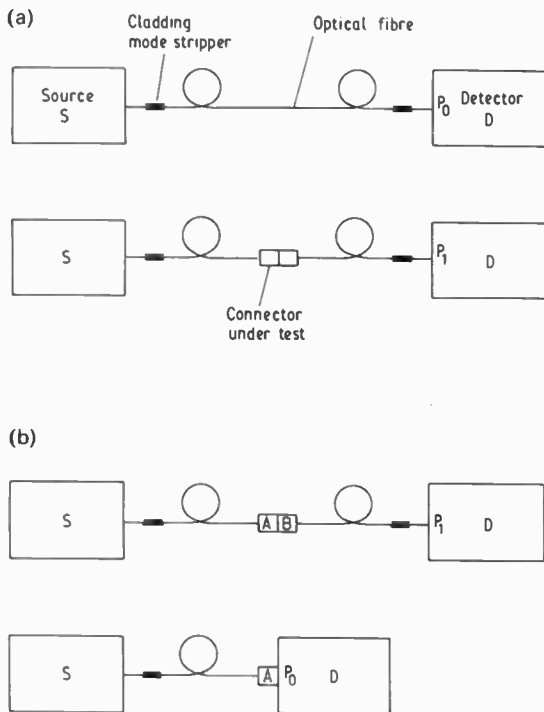 (a)
Cladding
mode stripper
Optical fibre
Source
S
P0 Detector
D
S
P1 D
Connector
under test
(b)
S
A B
P1 D
S
A
P0 D